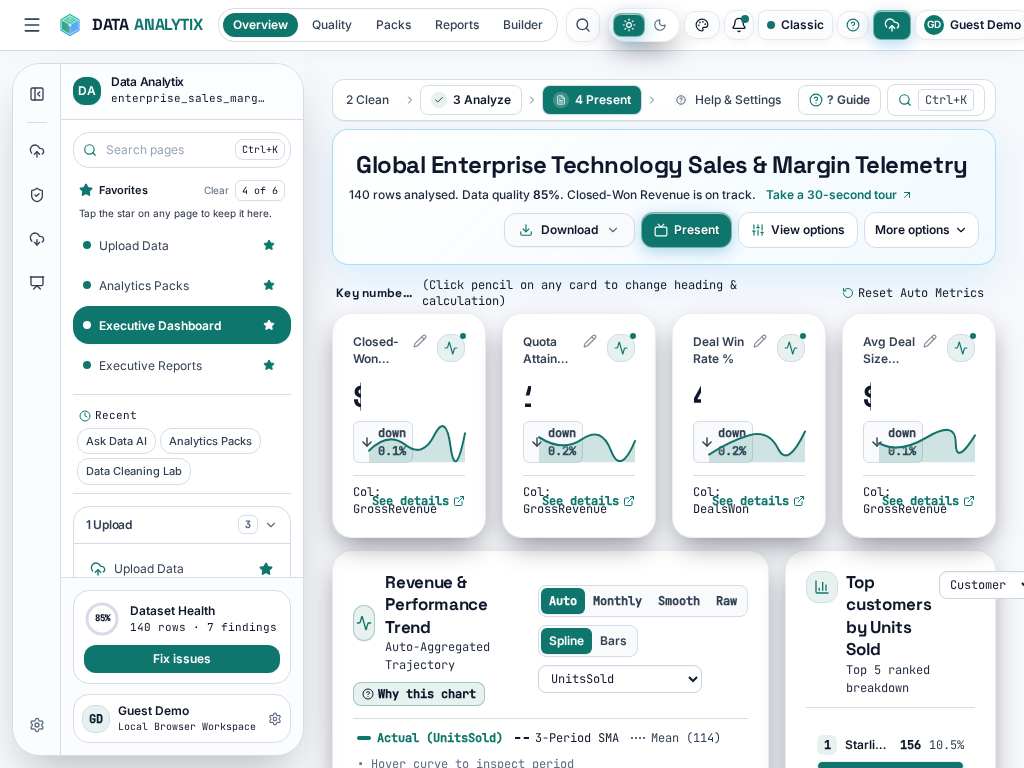 DATA ANALYTIX
Overview Quality Packs Reports Builder
Classic
GD Guest Demo
DA Data Analytix
enterprise_sales_marg…
Search pages Ctrl+K
Favorites Clear 4 of 6
Tap the star on any page to keep it here.
Upload Data
Analytics Packs
Executive Dashboard
Executive Reports
Recent
Ask Data AI Analytics Packs
Data Cleaning Lab
1 Upload 3
Upload Data
85% Dataset Health
140 rows · 7 findings
Fix issues
GD Guest Demo
Local Browser Workspace
2 Clean 3 Analyze 4 Present Help & Settings ? Guide Ctrl+K
Global Enterprise Technology Sales & Margin Telemetry
140 rows analysed. Data quality 85%. Closed-Won Revenue is on track. Take a 30-second tour
Download Present View options More options
Key numbe… (Click pencil on any card to change heading &
calculation)
Reset Auto Metrics
Closed-
Won…
$
down
0.1%
Col:
GrossRevenue
See details
Quota
Attain…
down
0.2%
Col:
GrossRevenue
See details
Deal Win
Rate %
down
0.2%
Col:
DealsWon
See details
Avg Deal
Size…
$
down
0.1%
Col:
GrossRevenue
See details
Revenue &
Performance
Trend
Auto-Aggregated
Trajectory
Why this chart
Auto Monthly Smooth Raw
Spline Bars
UnitsSold
Actual (UnitsSold) 3-Period SMA Mean (114)
• Hover curve to inspect period
Top
customers
by Units
Sold
Top 5 ranked
breakdown
Customer
1 Starli… 156 10.5%